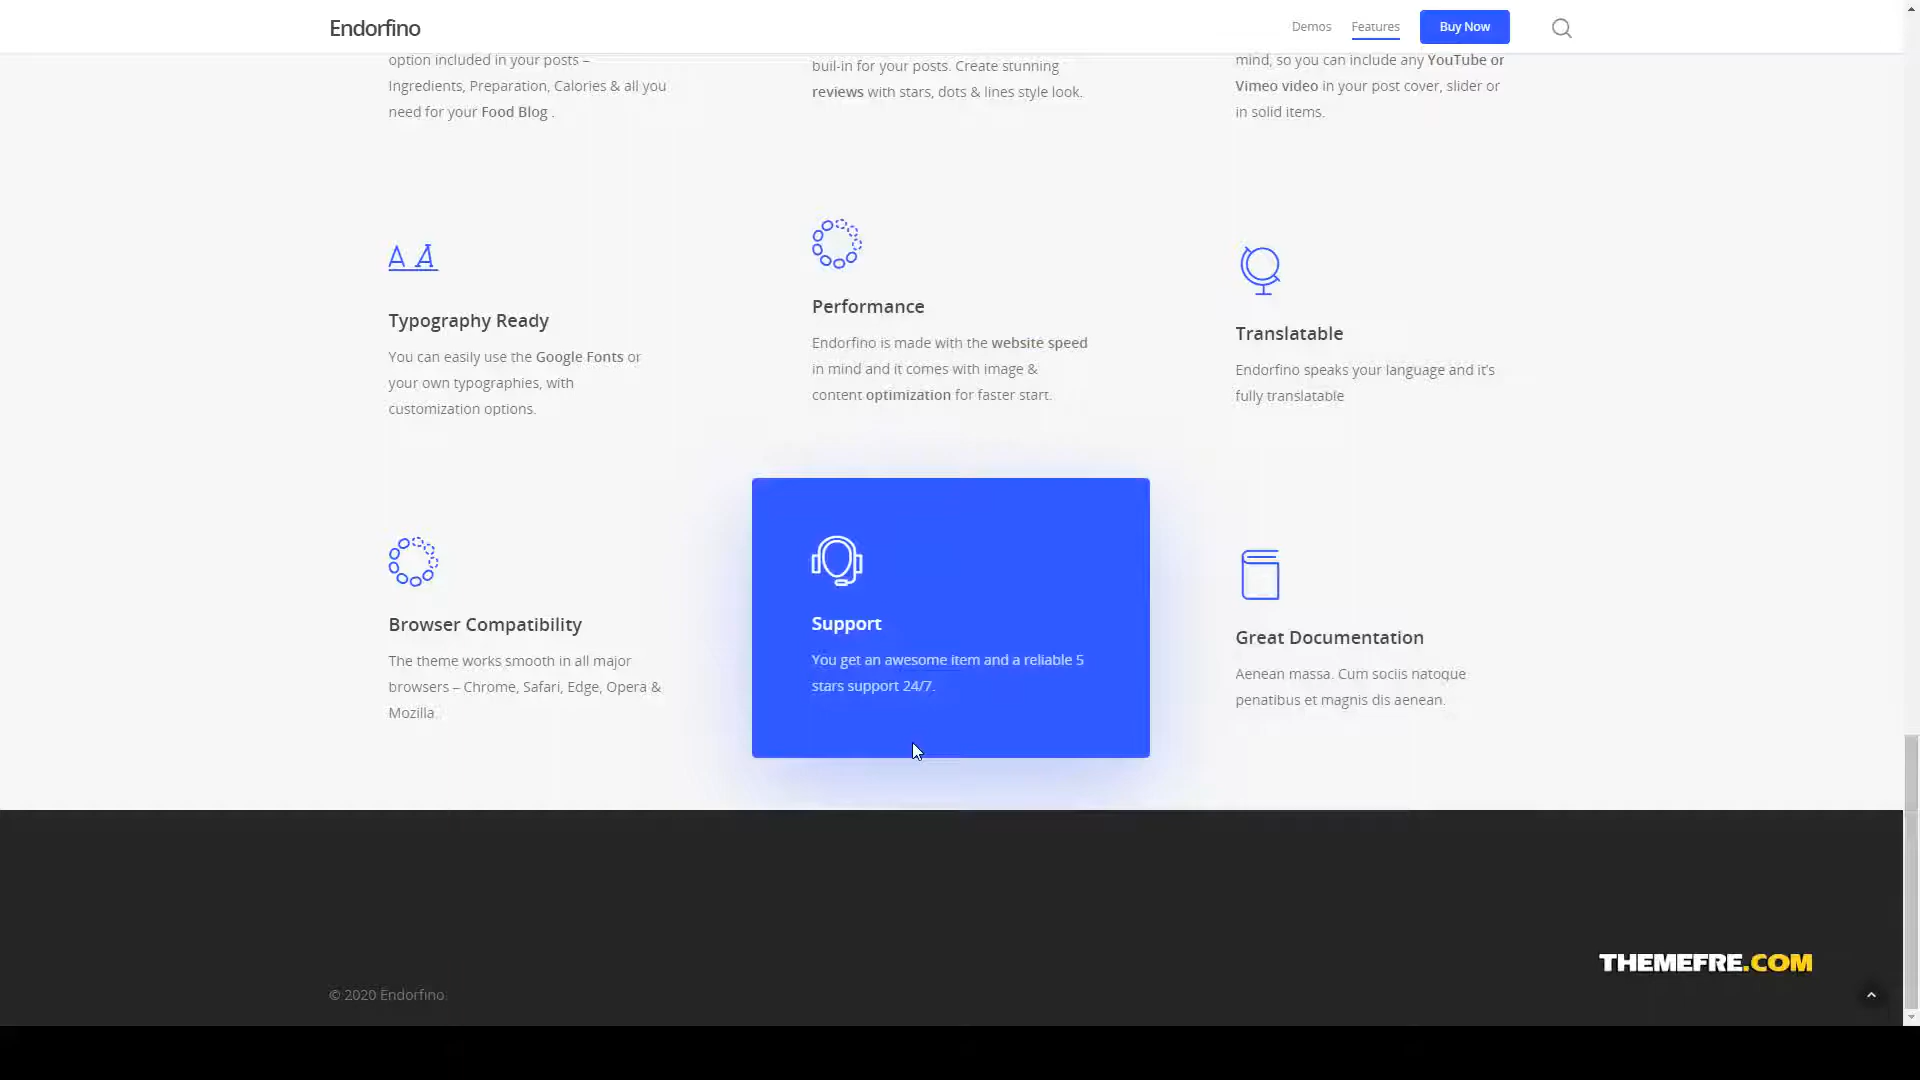 Endorfino
Demos
Features
Buy Now
option included in your posts –
Ingredients, Preparation, Calories & all you
need for your Food Blog .
buil-in for your posts. Create stunning
reviews with stars, dots & lines style look.
mind, so you can include any YouTube or
Vimeo video in your post cover, slider or
in solid items.
A A
Typography Ready
You can easily use the Google Fonts or
your own typographies, with
customization options.
Performance
Endorfino is made with the website speed
in mind and it comes with image &
content optimization for faster start.
Translatable
Endorfino speaks your language and it's
fully translatable
Browser Compatibility
The theme works smooth in all major
browsers – Chrome, Safari, Edge, Opera &
Mozilla.
Support
You get an awesome item and a reliable 5
stars support 24/7.
Great Documentation
Aenean massa. Cum sociis natoque
penatibus et magnis dis aenean.
THEMEFRE.COM
© 2020 Endorfino